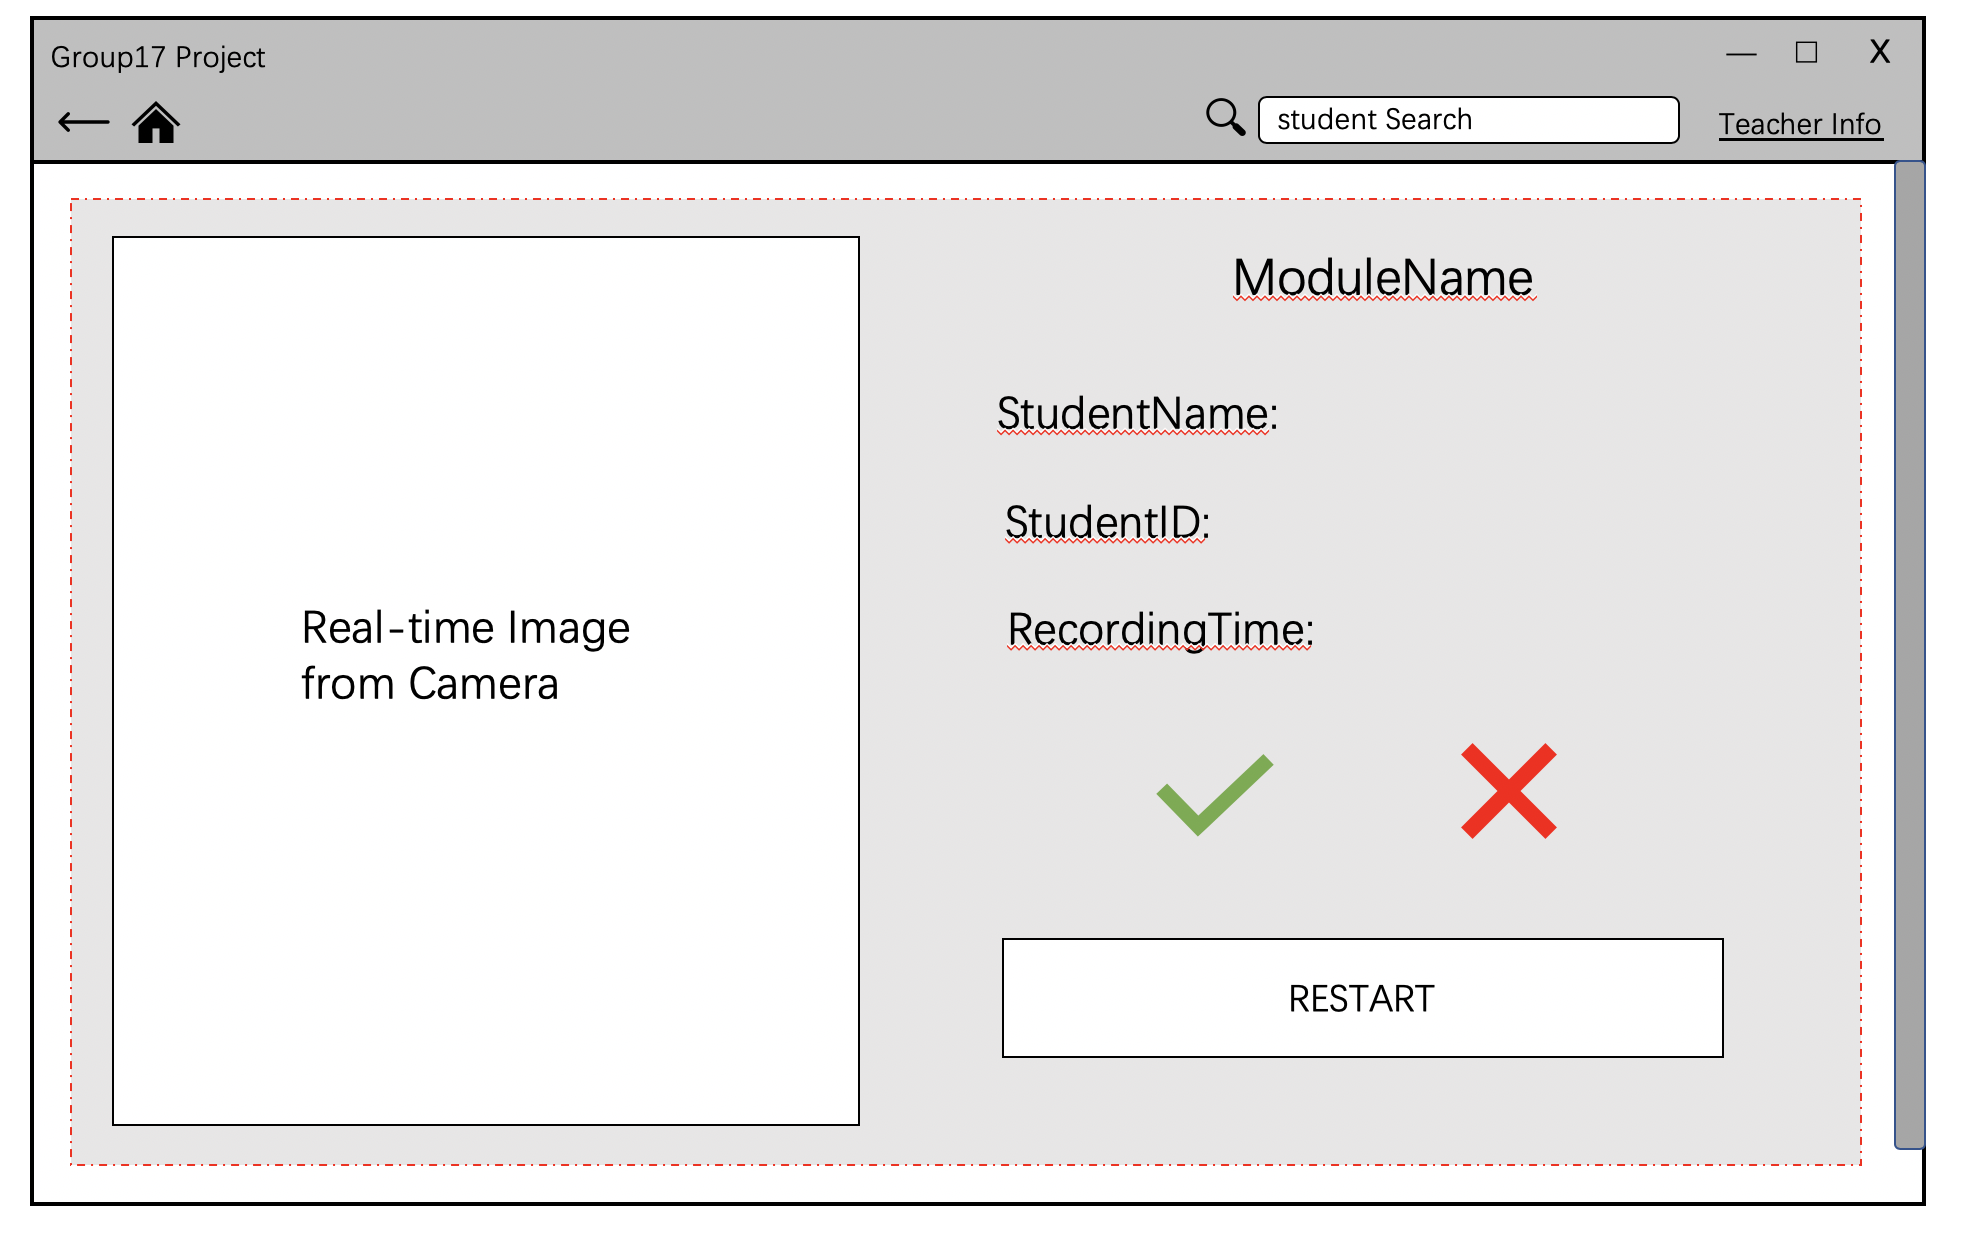 Group17 Project
X
student Search
Teacher Info
ModuleName
StudentName:
StudentID:
RecordingTime:
Real-time Image
from Camera
RESTART